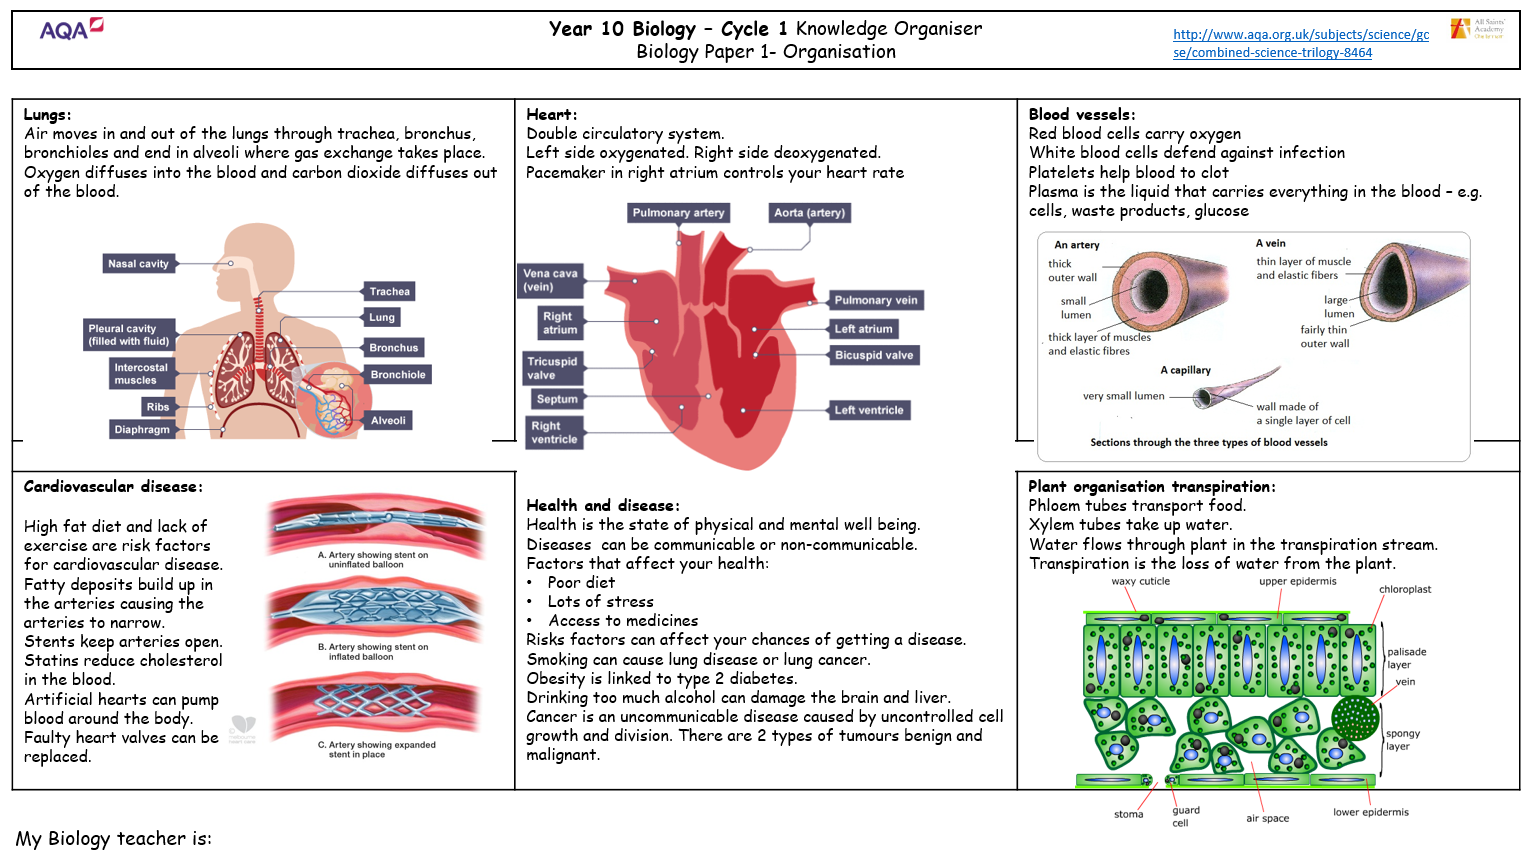 AQA
Year 10 Biology – Cycle 1 Knowledge Organiser
Biology Paper 1- Organisation
http://www.aqa.org.uk/subjects/science/gc
se/combined-science-trilogy-8464
All Saints'
Academy
Lungs:
Air moves in and out of the lungs through trachea, bronchus,
bronchioles and end in alveoli where gas exchange takes place.
Oxygen diffuses into the blood and carbon dioxide diffuses out
of the blood.
Nasal cavity
Trachea
Lung
Pleural cavity
(filled with fluid)
Bronchus
Intercostal
muscles
Bronchiole
Ribs
Alveoli
Diaphragm
Heart:
Double circulatory system.
Left side oxygenated. Right side deoxygenated.
Pacemaker in right atrium controls your heart rate
Pulmonary artery
Aorta (artery)
Vena cava
(vein)
Pulmonary vein
Right
atrium
Left atrium
Tricuspid
valve
Bicuspid valve
Septum
Left ventricle
Right
ventricle
Blood vessels:
Red blood cells carry oxygen
White blood cells defend against infection
Platelets help blood to clot
Plasma is the liquid that carries everything in the blood – e.g.
cells, waste products, glucose
An artery
thick
outer wall
small
lumen
thick layer of muscles
and elastic fibres
A vein
thin layer of muscle
and elastic fibers
large
lumen
fairly thin
outer wall
A capillary
very small lumen
wall made of
a single layer of cell
Sections through the three types of blood vessels
Cardiovascular disease:
High fat diet and lack of
exercise are risk factors
for cardiovascular disease.
Fatty deposits build up in
the arteries causing the
arteries to narrow.
Stents keep arteries open.
Statins reduce cholesterol
in the blood.
Artificial hearts can pump
blood around the body.
Faulty heart valves can be
replaced.
A. Artery showing stent on
uninflated balloon
B. Artery showing stent on
inflated balloon
C. Artery showing expanded
stent in place
melbourne
heart care
Health and disease:
Health is the state of physical and mental well being.
Diseases can be communicable or non-communicable.
Factors that affect your health:
• Poor diet
• Lots of stress
• Access to medicines
Risks factors can affect your chances of getting a disease.
Smoking can cause lung disease or lung cancer.
Obesity is linked to type 2 diabetes.
Drinking too much alcohol can damage the brain and liver.
Cancer is an uncommunicable disease caused by uncontrolled cell
growth and division. There are 2 types of tumours benign and
malignant.
Plant organisation transpiration:
Phloem tubes transport food.
Xylem tubes take up water.
Water flows through plant in the transpiration stream.
Transpiration is the loss of water from the plant.
waxy cuticle
upper epidermis
chloroplast
palisade
layer
vein
spongy
layer
stoma
guard
cell
air space
lower epidermis
My Biology teacher is: